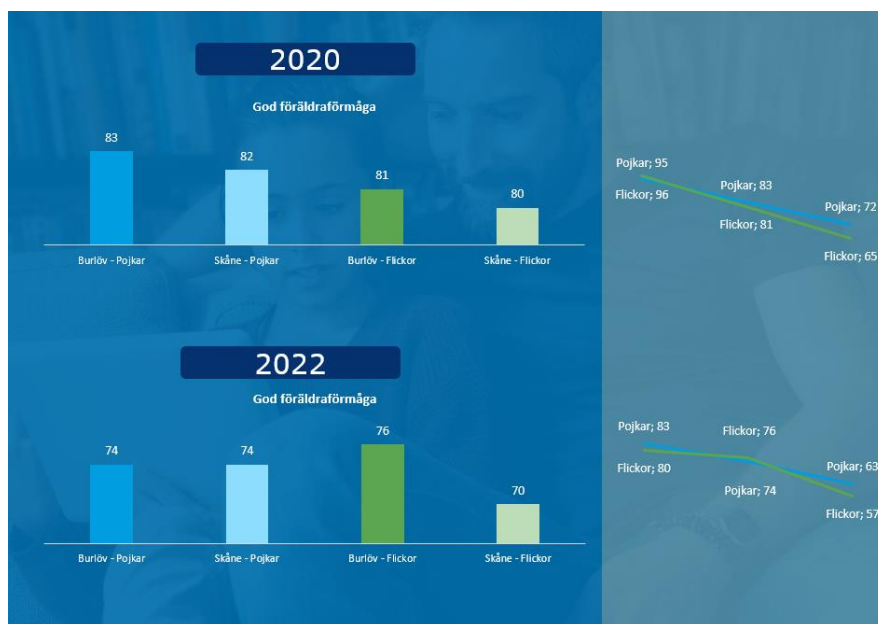 2020
God föräldraförmåga
83
82
81
80
Burlöv - Pojkar
Skåne - Pojkar
Burlöv - Flickor
Skåne - Flickor
Pojkar; 95
Flickor; 96
Pojkar; 83
Flickor; 81
Pojkar; 72
Flickor; 65
2022
God föräldraförmåga
74
74
76
70
Burlöv - Pojkar
Skåne - Pojkar
Burlöv - Flickor
Skåne - Flickor
Pojkar; 83
Flickor; 80
Flickor; 76
Pojkar; 74
Pojkar; 63
Flickor; 57